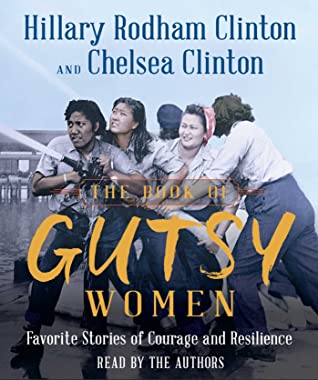 Hillary Rodham Clinton
AND Chelsea Clinton
THE BOOK OF
GUTSY
WOMEN
Favorite Stories of Courage and Resilience
READ BY THE AUTHORS